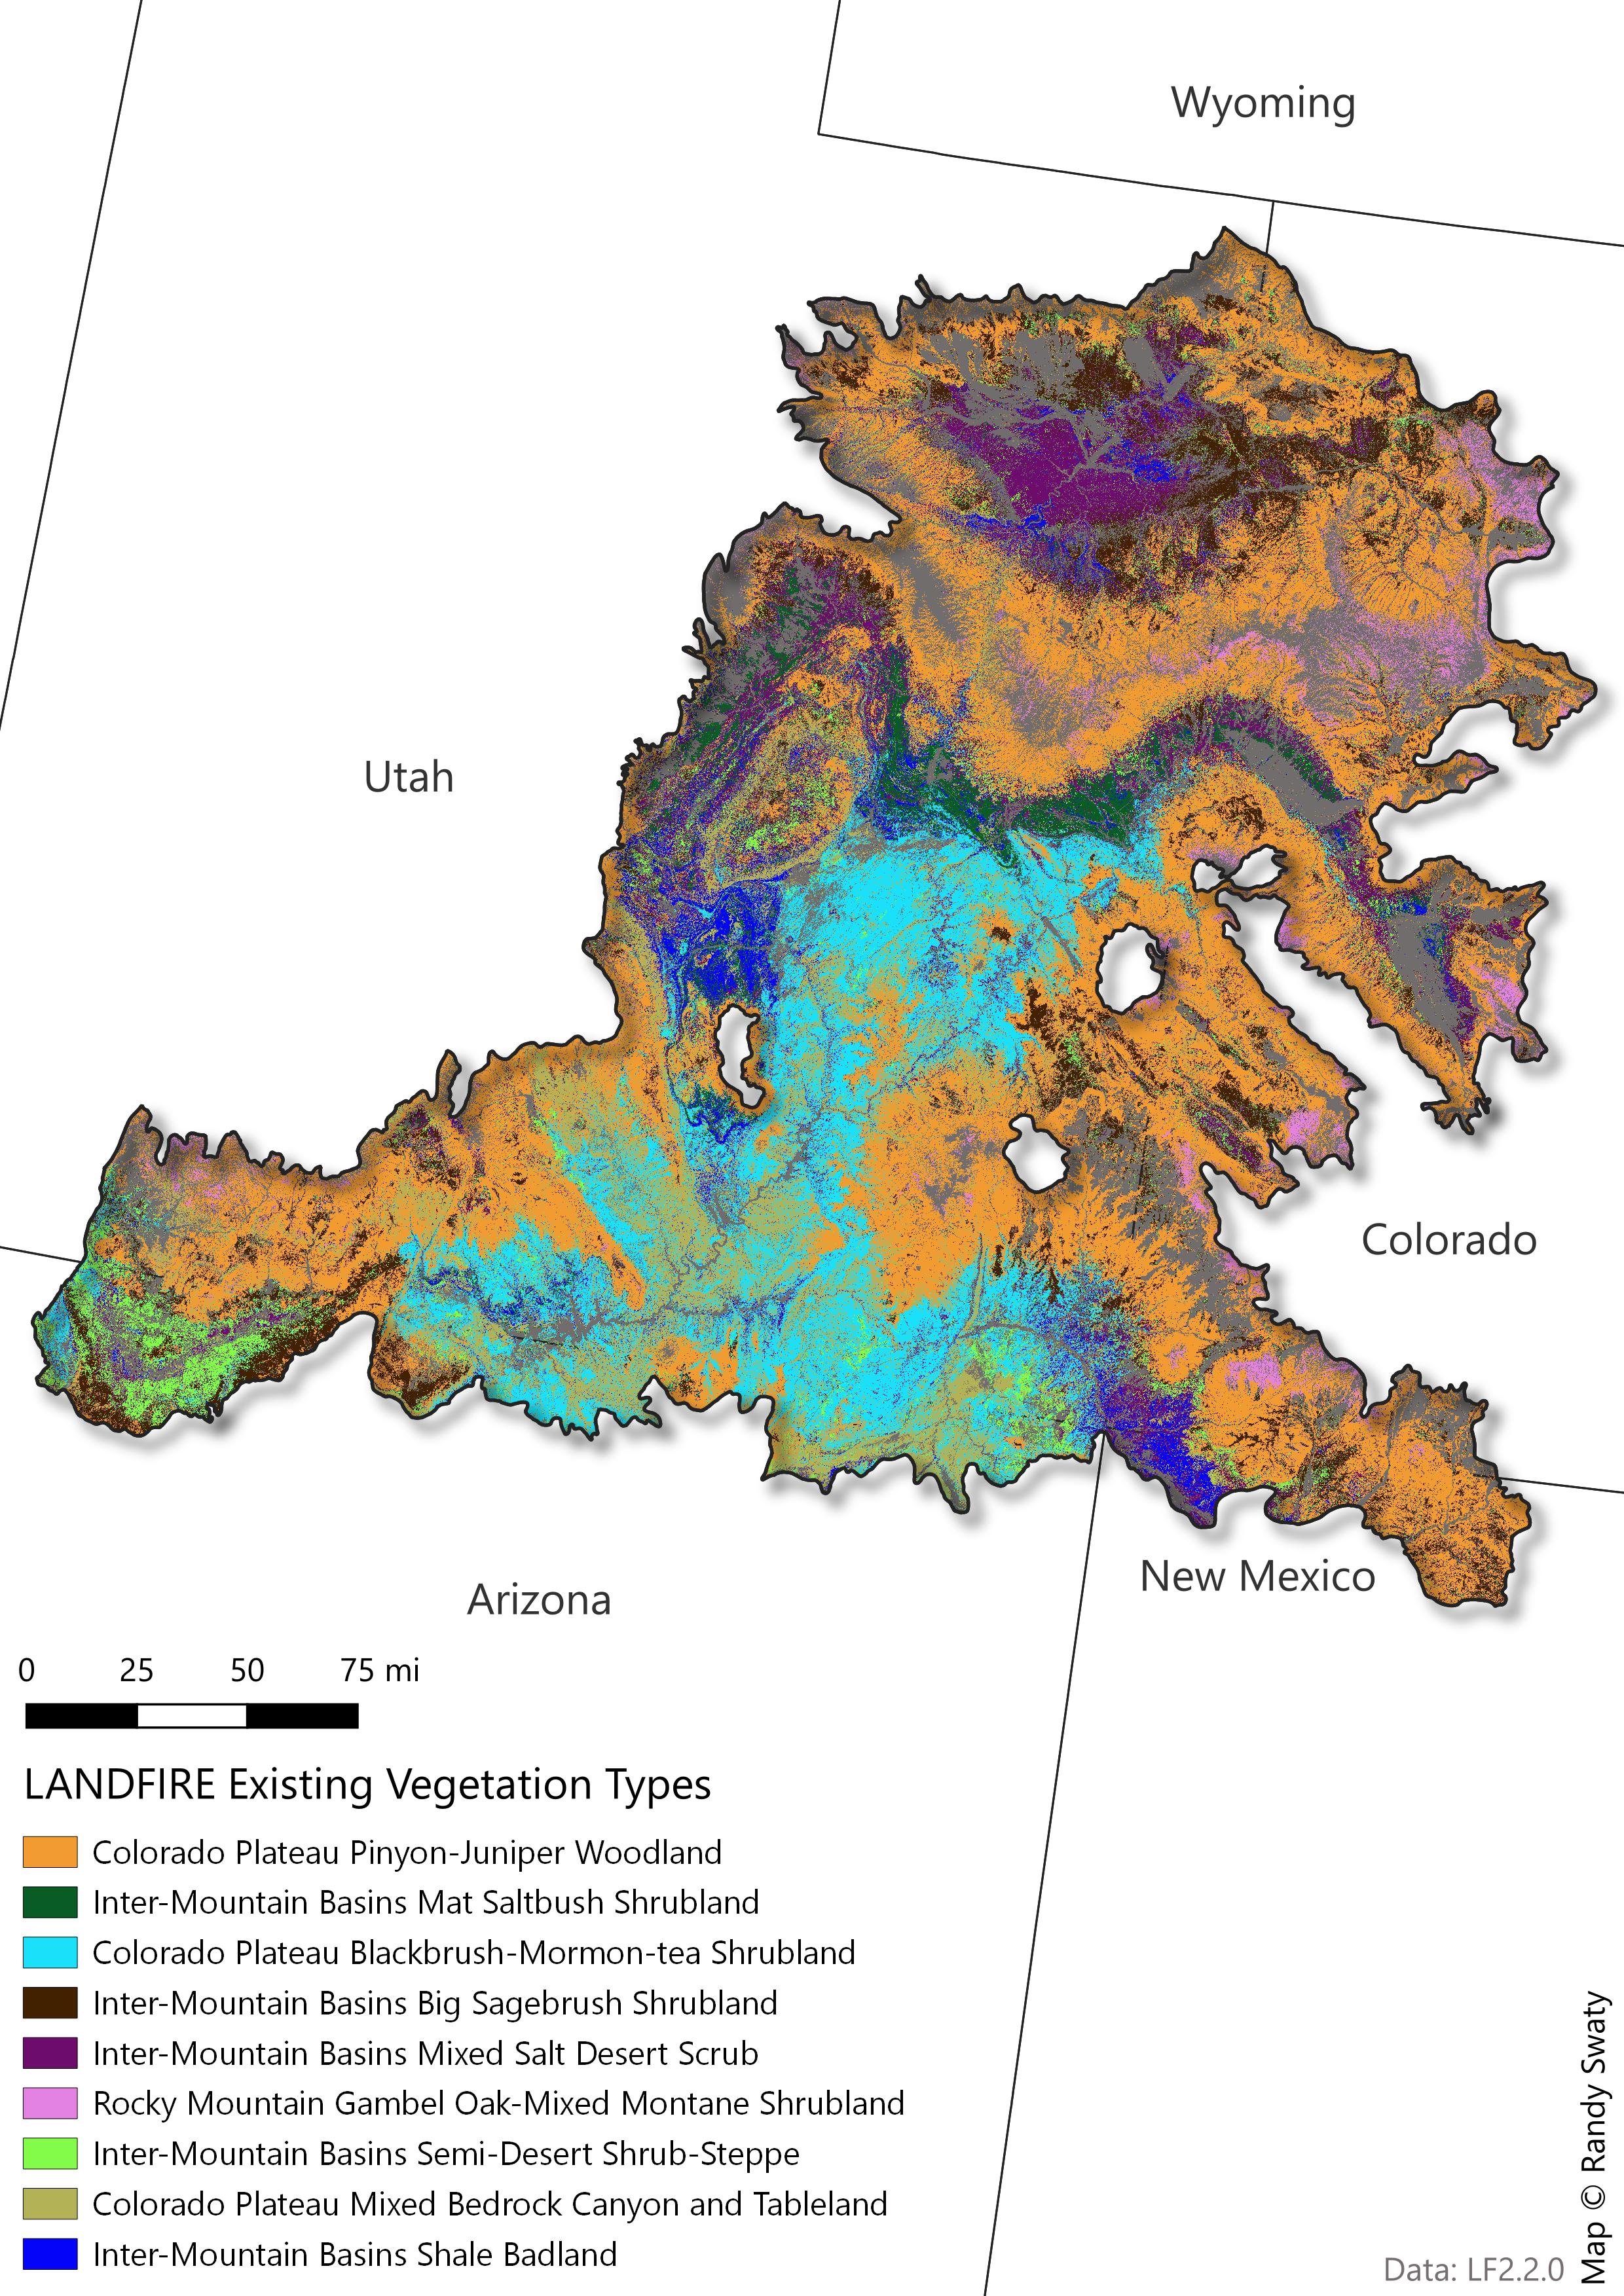 Wyoming
Utah
Colorado
New Mexico
Arizona
0 25 50 75 mi
LANDFIRE Existing Vegetation Types
Colorado Plateau Pinyon-Juniper Woodland
Inter-Mountain Basins Mat Saltbush Shrubland
Colorado Plateau Blackbrush-Mormon-tea Shrubland
Inter-Mountain Basins Big Sagebrush Shrubland
Inter-Mountain Basins Mixed Salt Desert Scrub
Rocky Mountain Gambel Oak-Mixed Montane Shrubland
Inter-Mountain Basins Semi-Desert Shrub-Steppe
Colorado Plateau Mixed Bedrock Canyon and Tableland
Inter-Mountain Basins Shale Badland
Data: LF2.2.0
Map © Randy Swaty